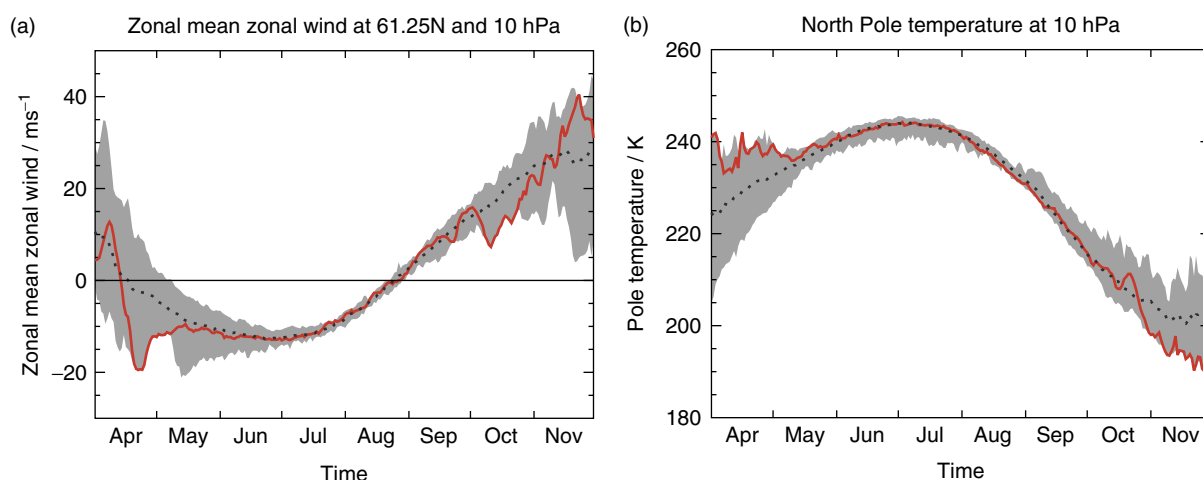 (a) Zonal mean zonal wind at 61.25N and 10 hPa
Zonal mean zonal wind / ms⁻¹
40
20
0
−20
Apr May Jun Jul Aug Sep Oct Nov
Time
(b) North Pole temperature at 10 hPa
Pole temperature / K
260
240
220
200
180
Apr May Jun Jul Aug Sep Oct Nov
Time